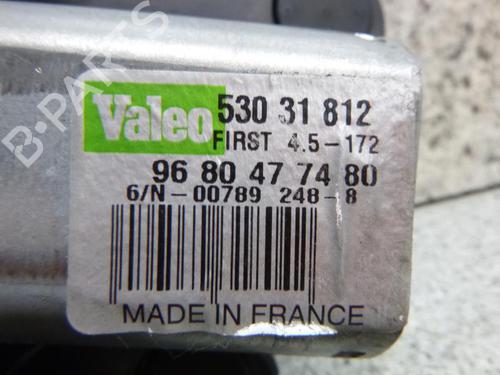 B-PARTS
Valeo 530 31 812
FIRST 4.5-172
96 80 47 74 80
6/N-00789 248-8
MADE IN FRANCE